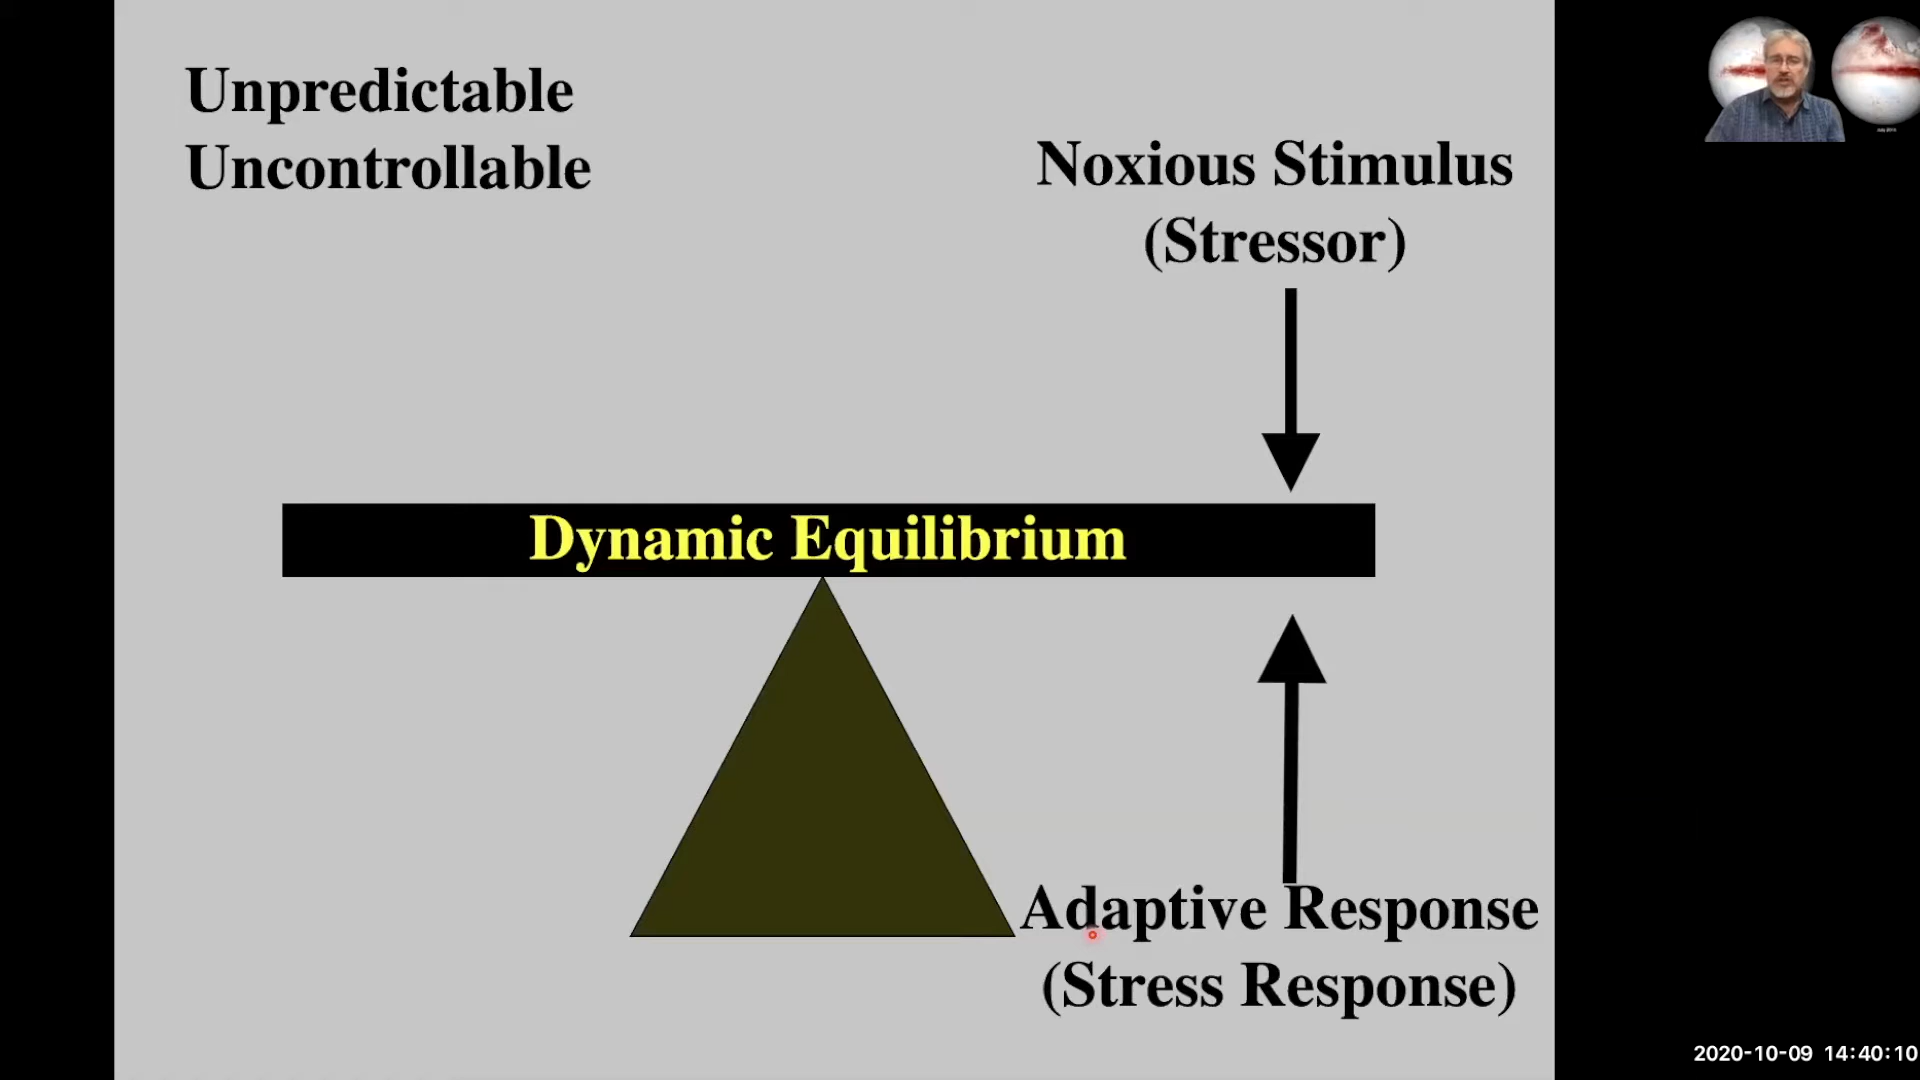 Unpredictable
Uncontrollable
Noxious Stimulus
(Stressor)
Dynamic Equilibrium
Adaptive Response
(Stress Response)
2020-10-09 14:40:10